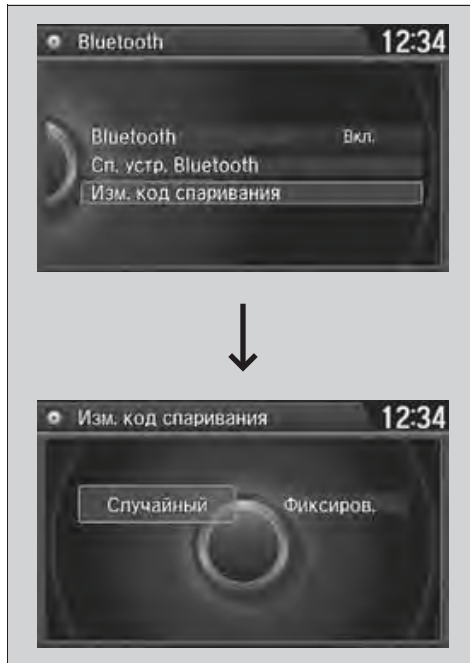 Bluetooth 12:34
Bluetooth Вкл.
Сп. устр. Bluetooth
Изм. код спаривания
Изм. код спаривания 12:34
Случайный Фиксиров.